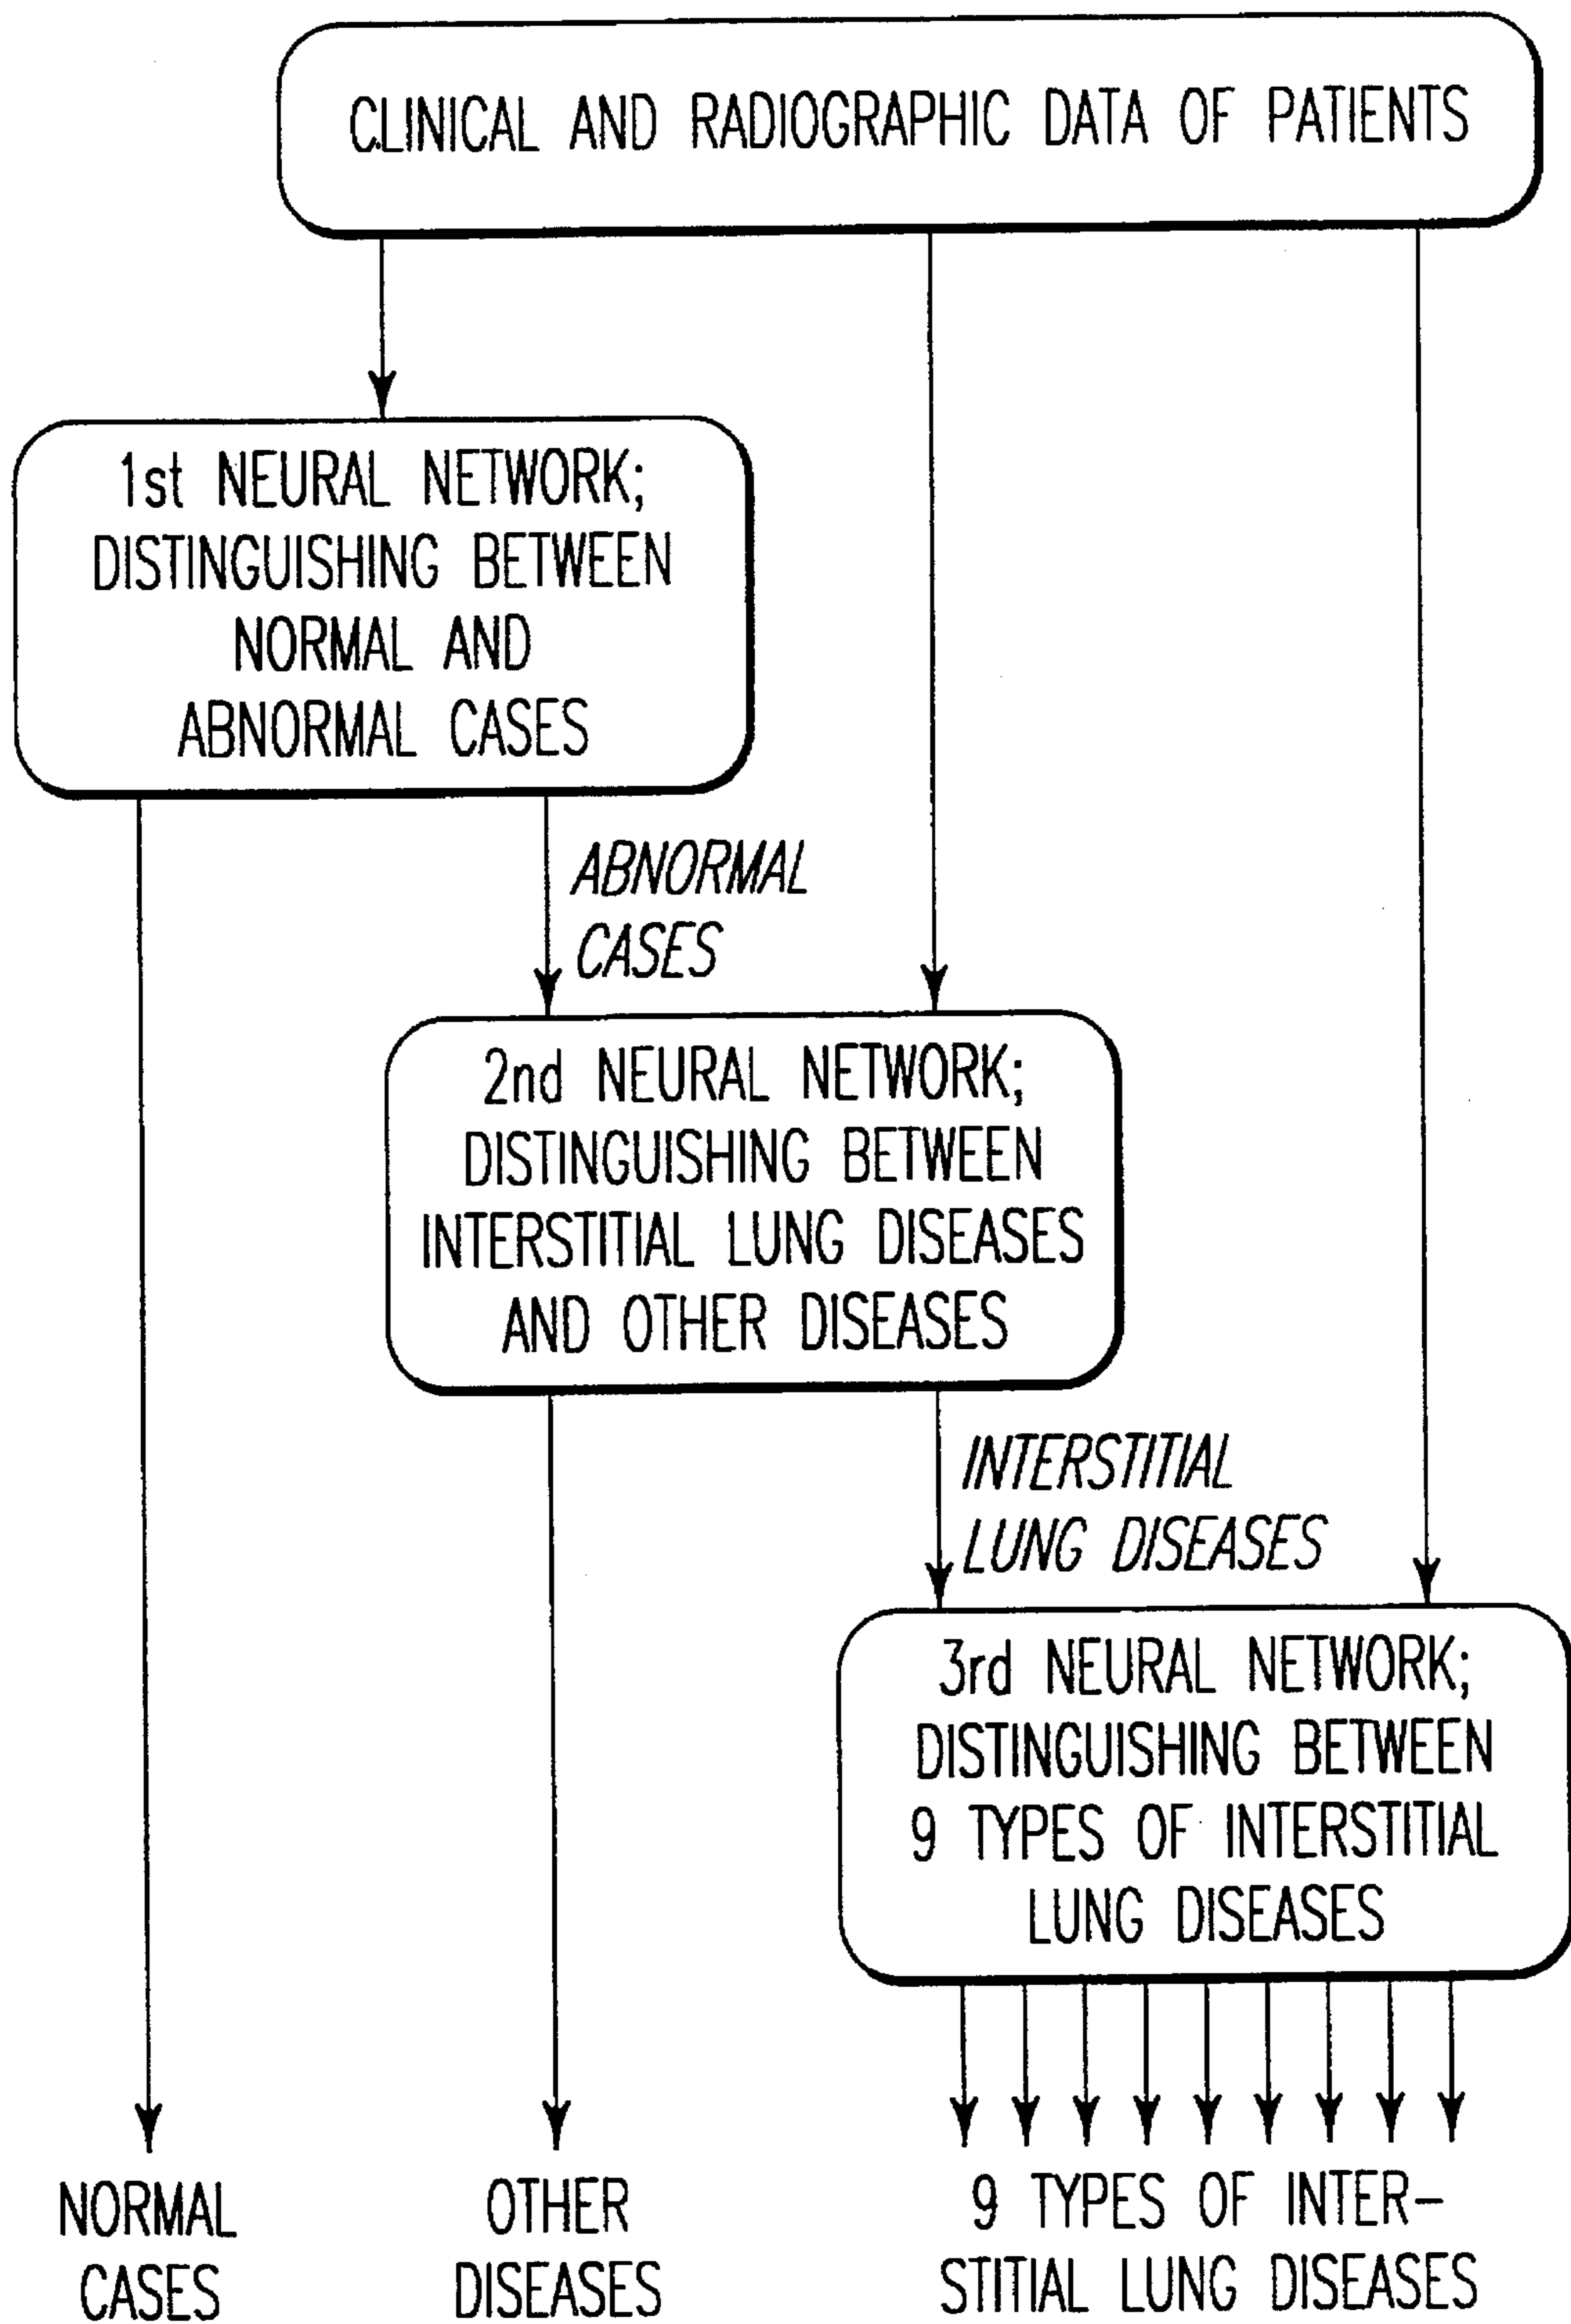 CLINICAL AND RADIOGRAPHIC DATA OF PATIENTS
1st NEURAL NETWORK;
DISTINGUISHING BETWEEN
NORMAL AND
ABNORMAL CASES
ABNORMAL
CASES
2nd NEURAL NETWORK;
DISTINGUISHING BETWEEN
INTERSTITIAL LUNG DISEASES
AND OTHER DISEASES
INTERSTITIAL
LUNG DISEASES
3rd NEURAL NETWORK;
DISTINGUISHING BETWEEN
9 TYPES OF INTERSTITIAL
LUNG DISEASES
NORMAL
CASES
OTHER
DISEASES
9 TYPES OF INTER-
STITIAL LUNG DISEASES